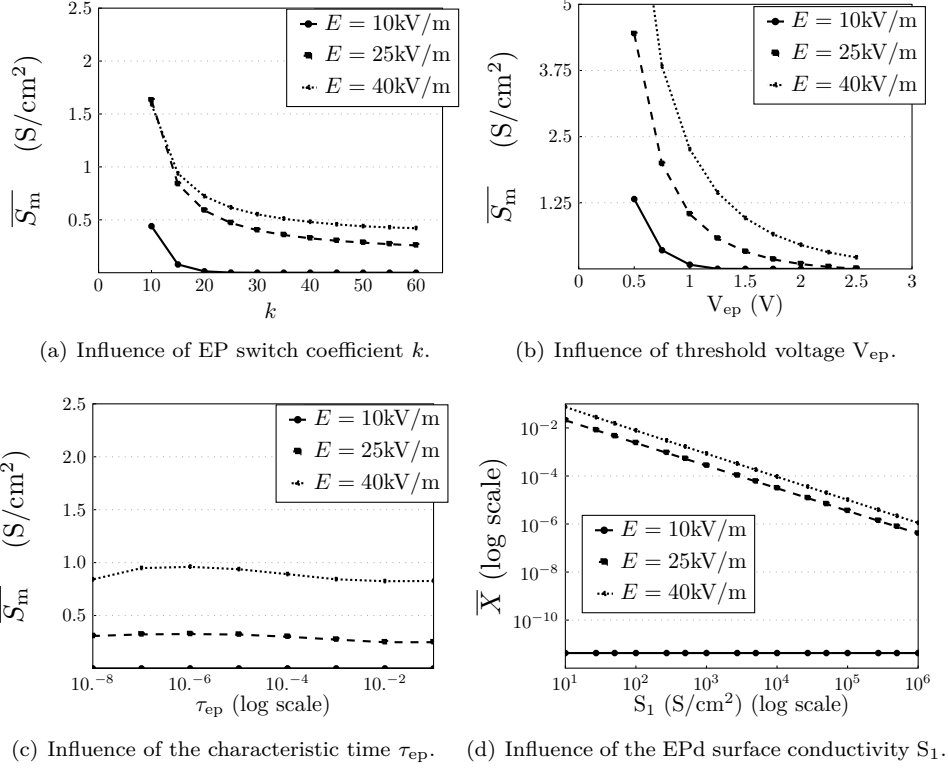 2.5
2
1.5
1
0.5
S̅m (S/cm²)
E = 10kV/m
E = 25kV/m
E = 40kV/m
0 10 20 30 40 50 60
k
(a) Influence of EP switch coefficient k.
5
3.75
2.5
1.25
S̅m (S/cm²)
E = 10kV/m
E = 25kV/m
E = 40kV/m
0 0.5 1 1.5 2 2.5 3
Vep (V)
(b) Influence of threshold voltage Vep.
2.5
2.0
1.5
1.0
0.5
S̅m (S/cm²)
E = 10kV/m
E = 25kV/m
E = 40kV/m
10.⁻⁸ 10.⁻⁶ 10.⁻⁴ 10.⁻²
τep (log scale)
(c) Influence of the characteristic time τep.
10⁻²
10⁻⁴
10⁻⁶
10⁻⁸
10⁻¹⁰
X̅ (log scale)
E = 10kV/m
E = 25kV/m
E = 40kV/m
10¹ 10² 10³ 10⁴ 10⁵ 10⁶
S₁ (S/cm²) (log scale)
(d) Influence of the EPd surface conductivity S₁.